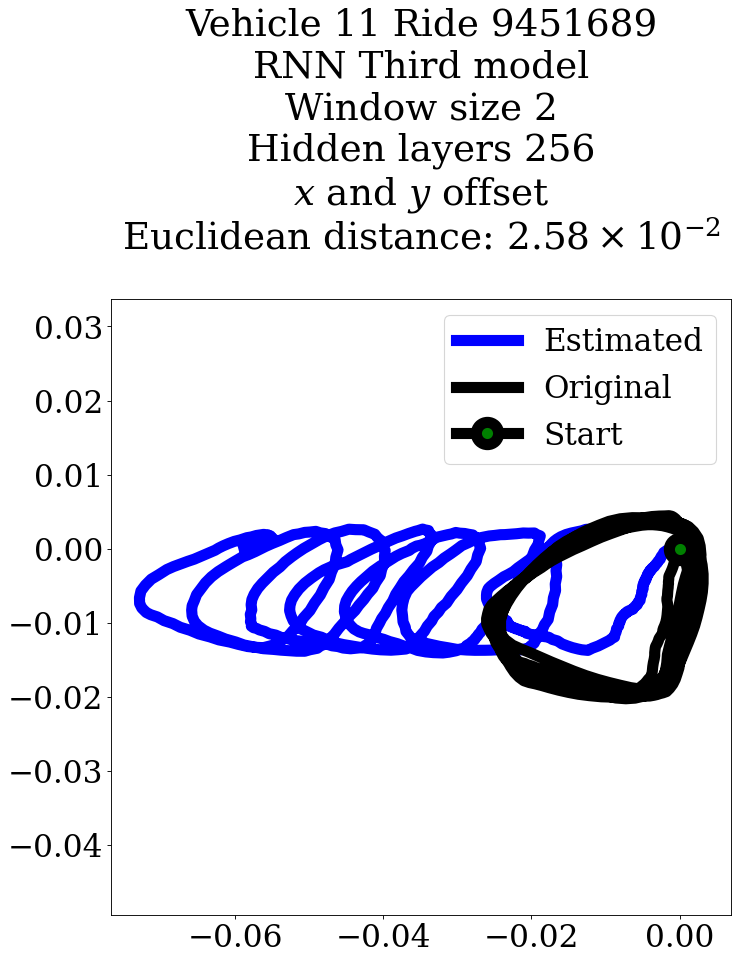 Vehicle 11 Ride 9451689
RNN Third model
Window size 2
Hidden layers 256
x and y offset
Euclidean distance: 2.58 × 10⁻²
Estimated
Original
Start
0.03
0.02
0.01
0.00
−0.01
−0.02
−0.03
−0.04
−0.06
−0.04
−0.02
0.00